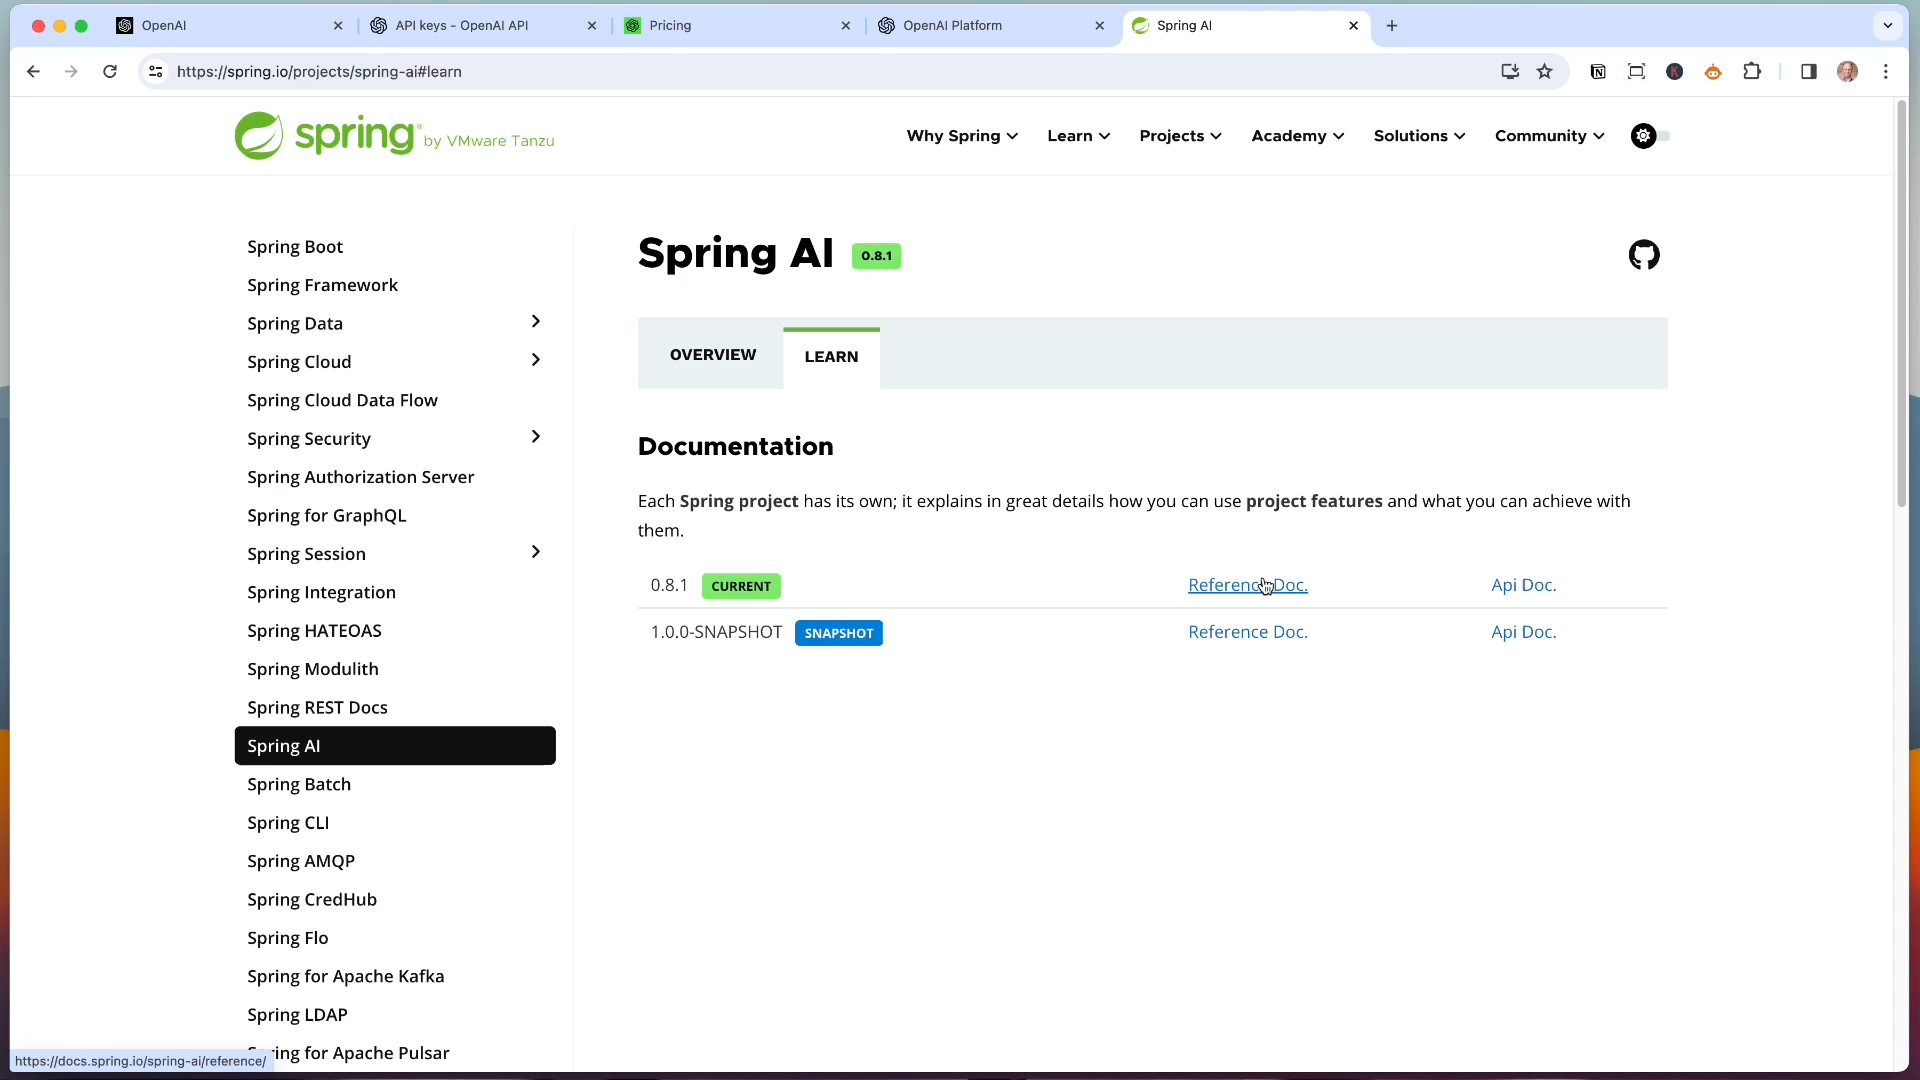 OpenAI
API keys - OpenAI API
Pricing
OpenAI Platform
Spring AI
https://spring.io/projects/spring-ai#learn
spring by VMware Tanzu
Why Spring
Learn
Projects
Academy
Solutions
Community
Spring Boot
Spring Framework
Spring Data
Spring Cloud
Spring Cloud Data Flow
Spring Security
Spring Authorization Server
Spring for GraphQL
Spring Session
Spring Integration
Spring HATEOAS
Spring Modulith
Spring REST Docs
Spring AI
Spring Batch
Spring CLI
Spring AMQP
Spring CredHub
Spring Flo
Spring for Apache Kafka
Spring LDAP
Spring for Apache Pulsar
Spring AI 0.8.1
OVERVIEW
LEARN
Documentation
Each Spring project has its own; it explains in great details how you can use project features and what you can achieve with
them.
0.8.1 CURRENT Reference Doc. Api Doc.
1.0.0-SNAPSHOT SNAPSHOT Reference Doc. Api Doc.
https://docs.spring.io/spring-ai/reference/